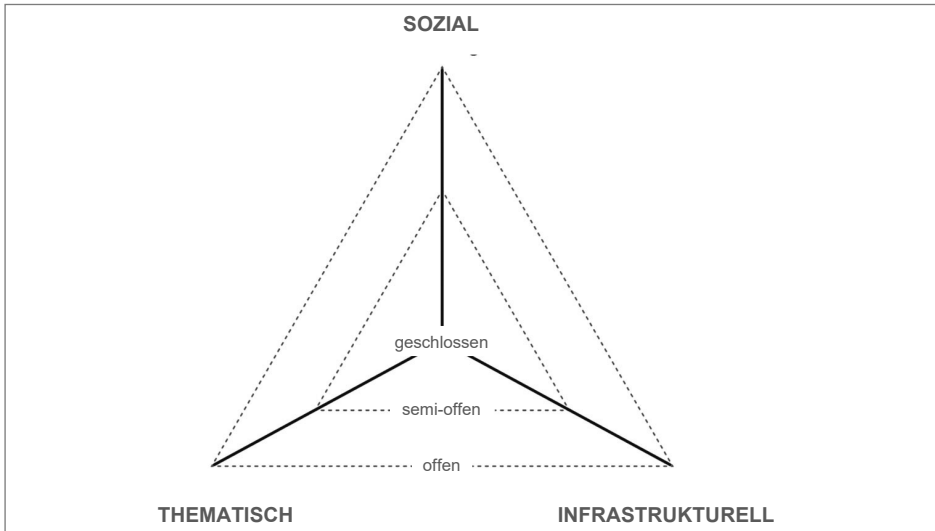 SOZIAL
geschlossen
semi-offen
offen
THEMATISCH
INFRASTRUKTURELL